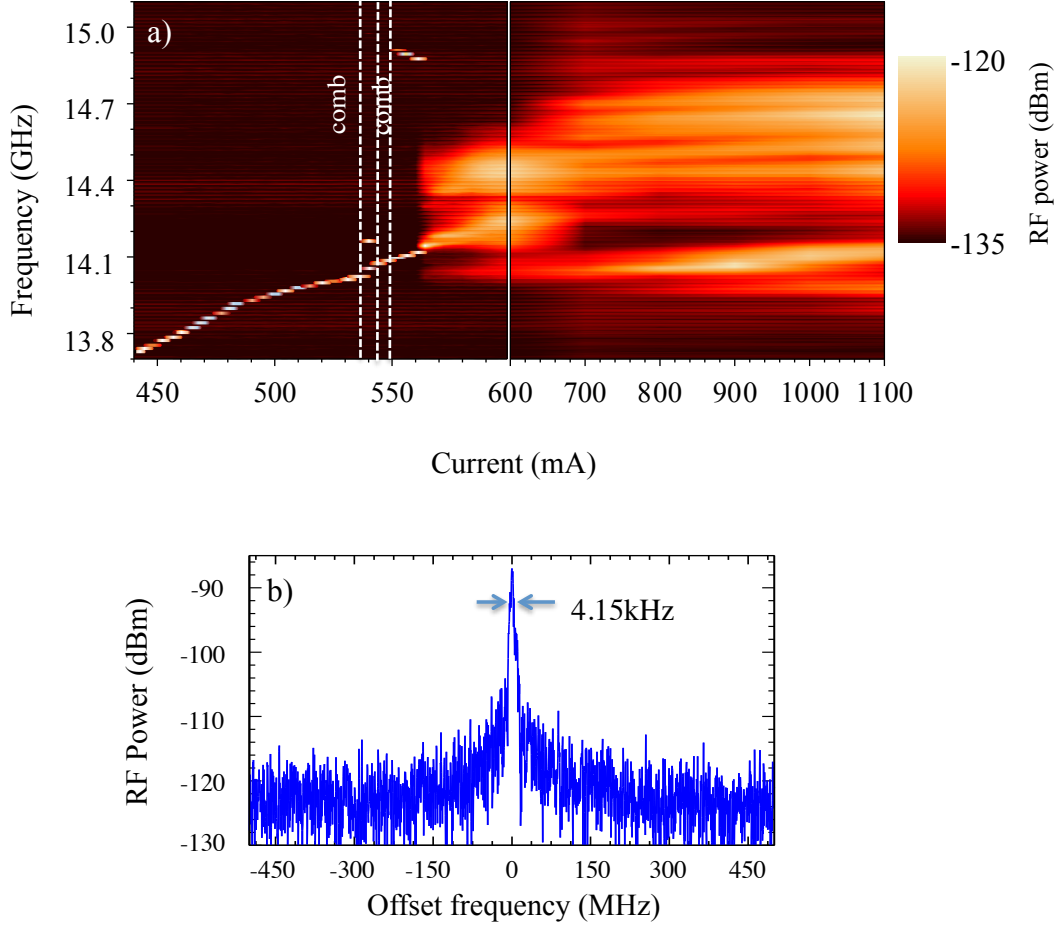 a)
15.0
14.7
14.4
14.1
13.8
Frequency (GHz)
comb
comb
450
500
550
600
700
800
900
1000
1100
Current (mA)
-120
-135
RF power (dBm)
b)
4.15kHz
-90
-100
-110
-120
-130
RF Power (dBm)
-450
-300
-150
0
150
300
450
Offset frequency (MHz)